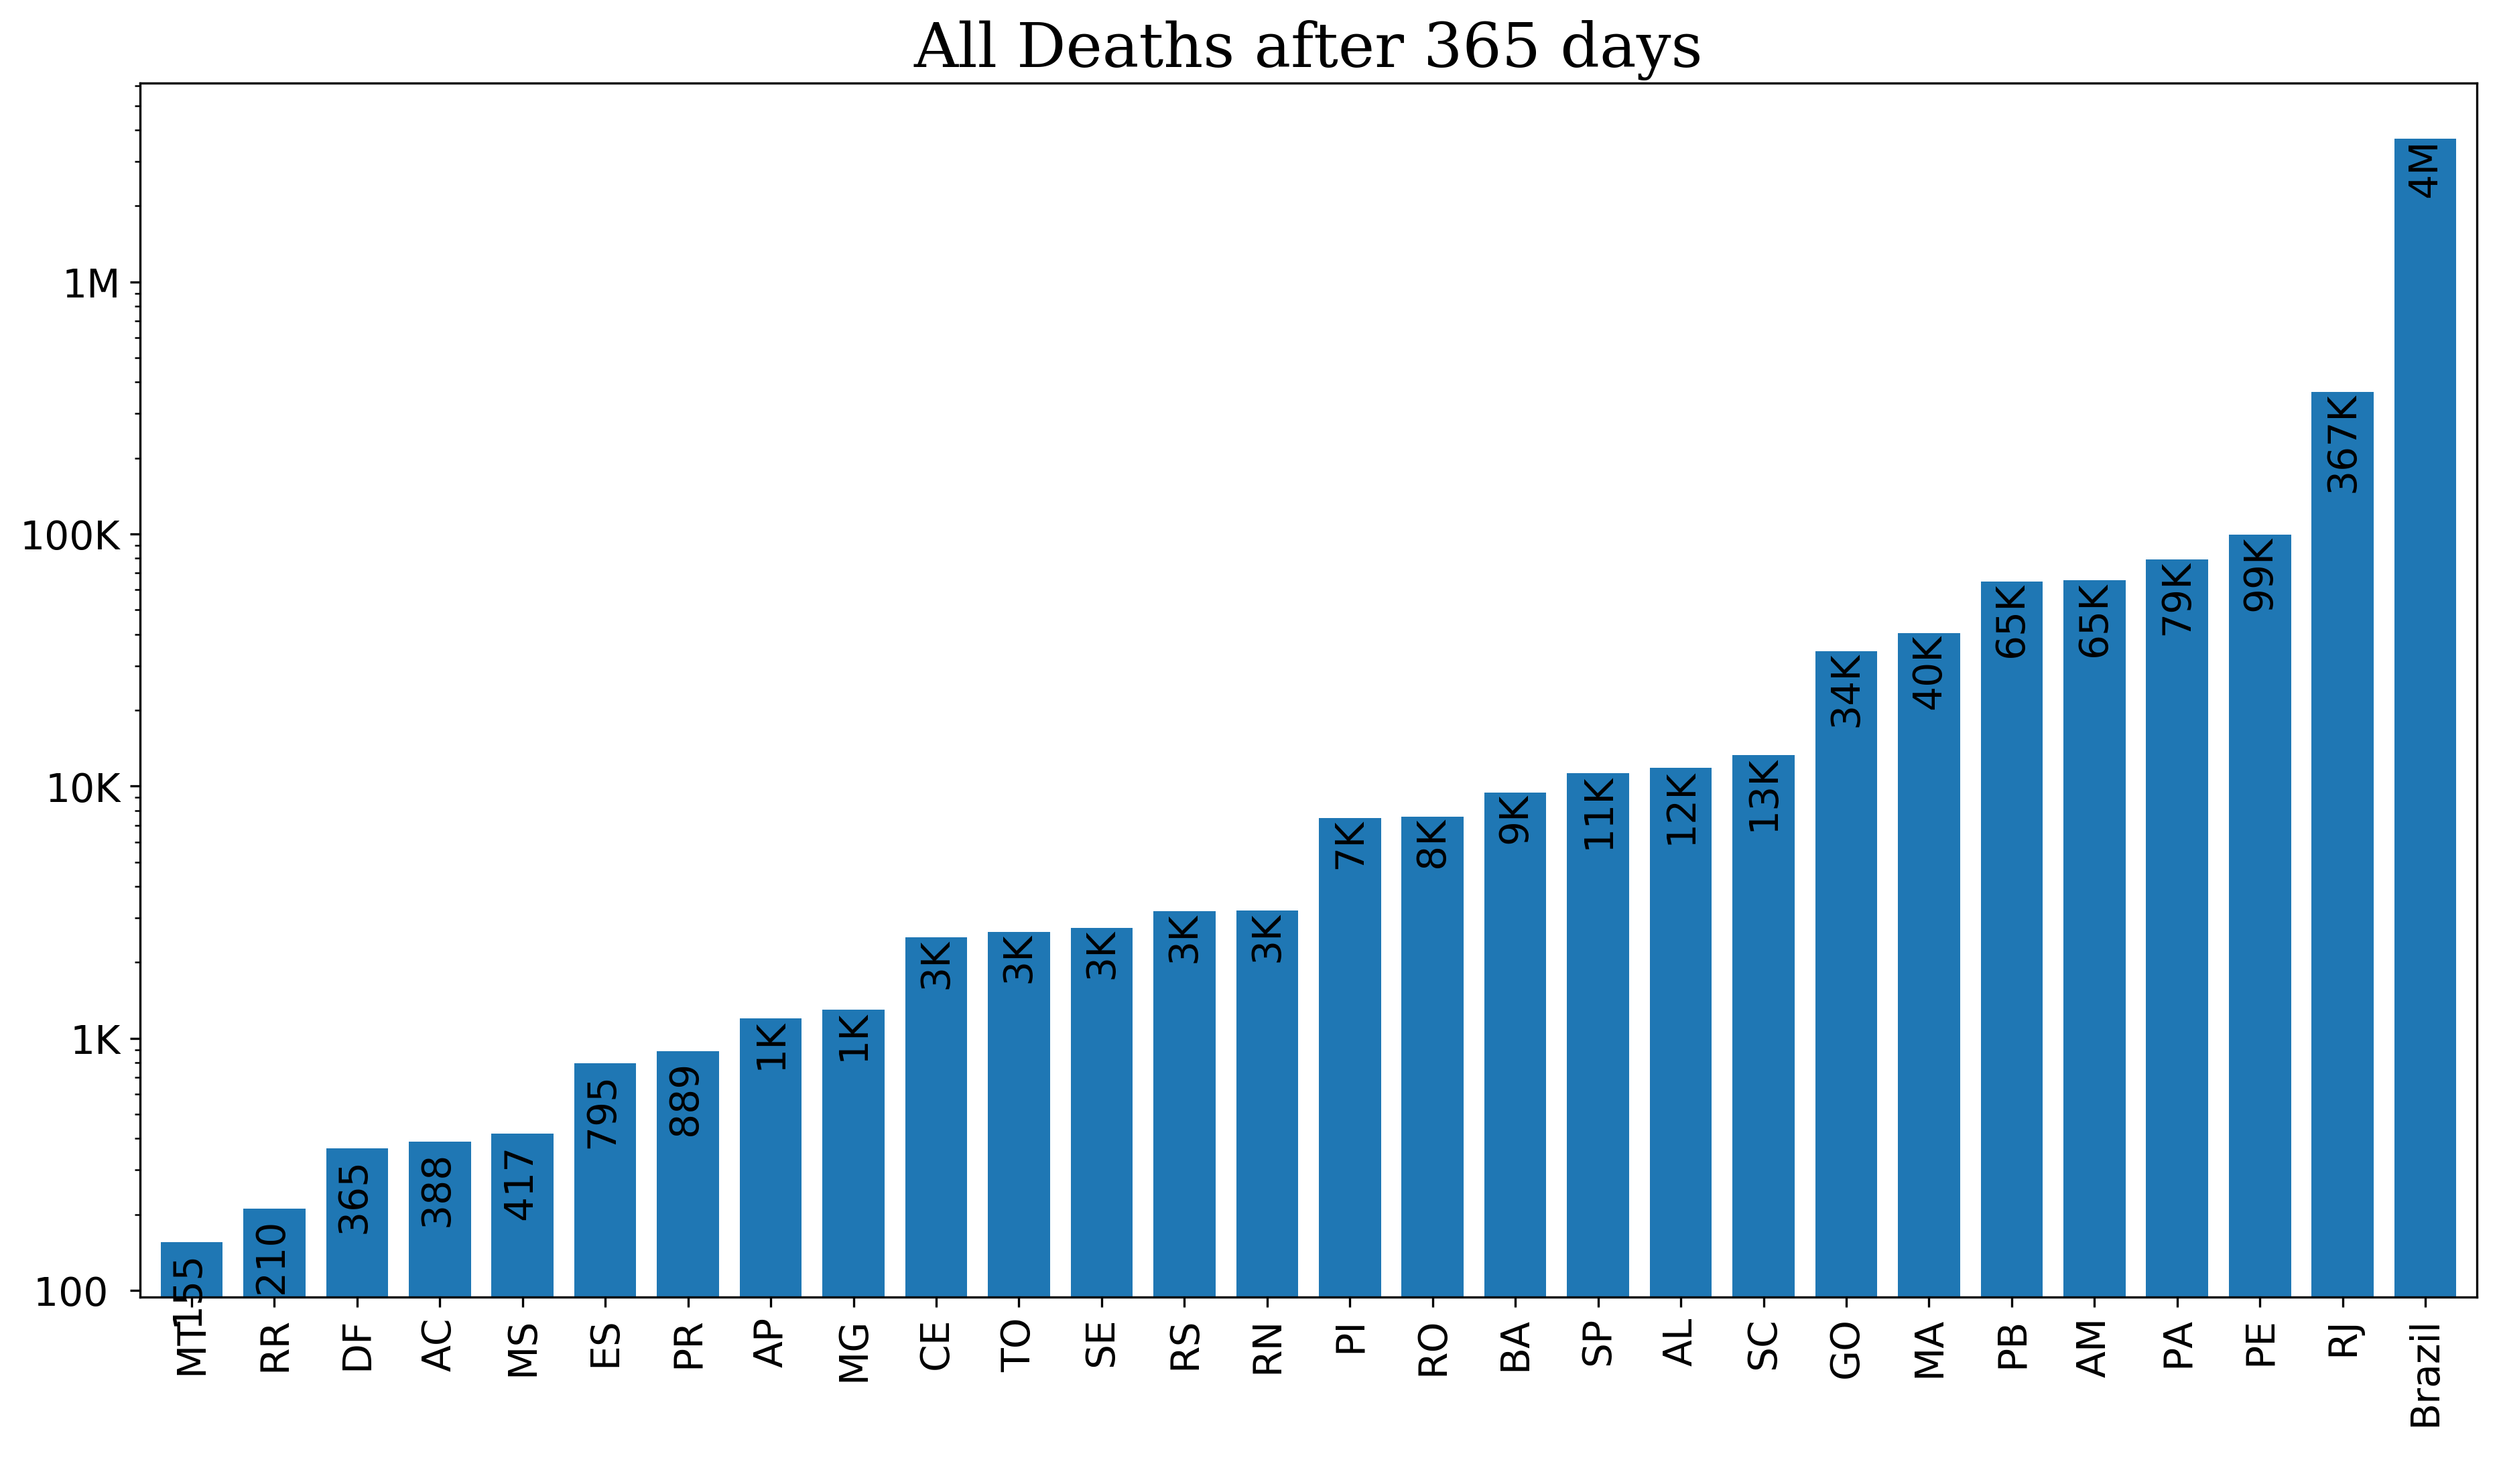 All Deaths after 365 days
1M
100K
10K
1K
100
155
210
365
388
417
795
889
1K
1K
3K
3K
3K
3K
3K
7K
8K
9K
11K
12K
13K
34K
40K
65K
65K
79K
99K
367K
4M
MT
RR
DF
AC
MS
ES
PR
AP
MG
CE
TO
SE
RS
RN
PI
RO
BA
SP
AL
SC
GO
MA
PB
AM
PA
PE
RJ
Brazil